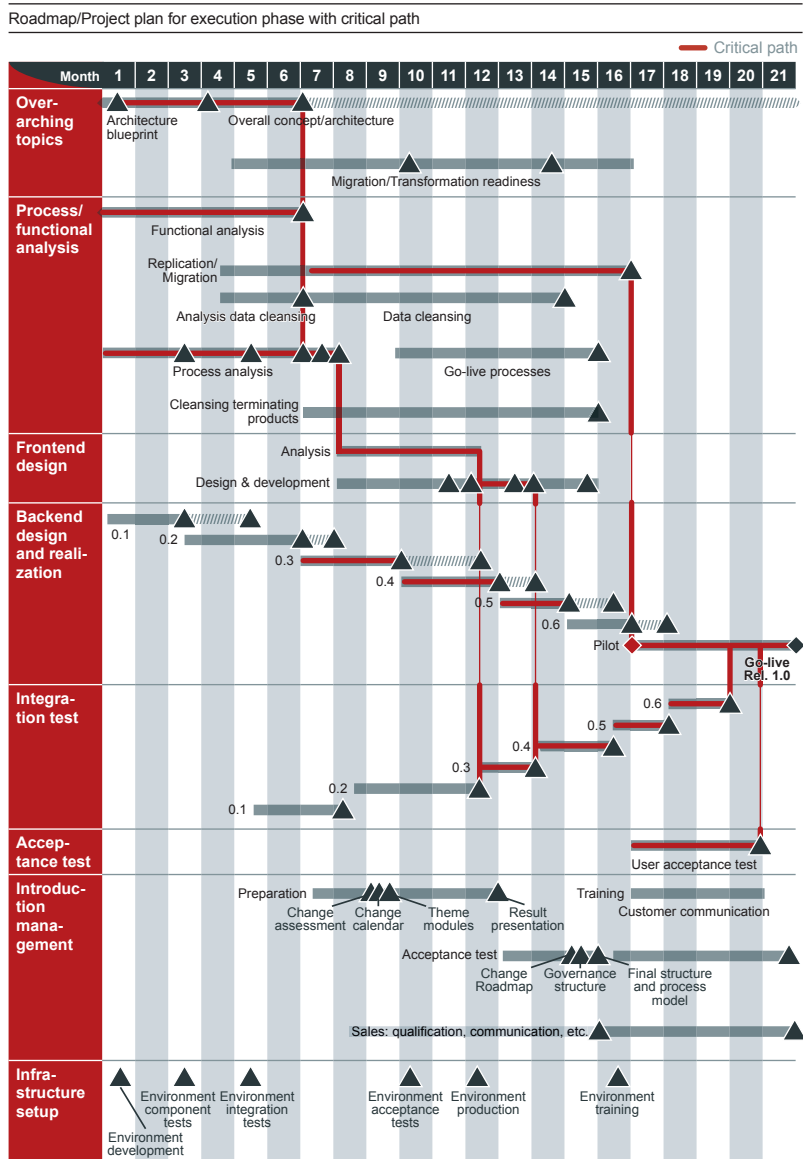 Roadmap/Project plan for execution phase with critical path
Critical path
Month 1 2 3 4 5 6 7 8 9 10 11 12 13 14 15 16 17 18 19 20 21
Over-
arching
topics
Architecture
blueprint
Overall concept/architecture
Migration/Transformation readiness
Process/
functional
analysis
Functional analysis
Replication/
Migration
Analysis data cleansing
Data cleansing
Process analysis
Go-live processes
Cleansing terminating
products
Frontend
design
Analysis
Design & development
Backend
design
and reali-
zation
0.1
0.2
0.3
0.4
0.5
0.6
Pilot
Go-live
Rel. 1.0
Integra-
tion test
0.6
0.5
0.4
0.3
0.2
0.1
Accep-
tance test
User acceptance test
Introduc-
tion
mana-
gement
Preparation
Change
assessment
Change
calendar
Theme
modules
Result
presentation
Training
Customer communication
Acceptance test
Change
Roadmap
Governance
structure
Final structure
and process
model
Sales: qualification, communication, etc.
Infra-
structure
setup
Environment
development
Environment
component
tests
Environment
integration
tests
Environment
acceptance
tests
Environment
production
Environment
training